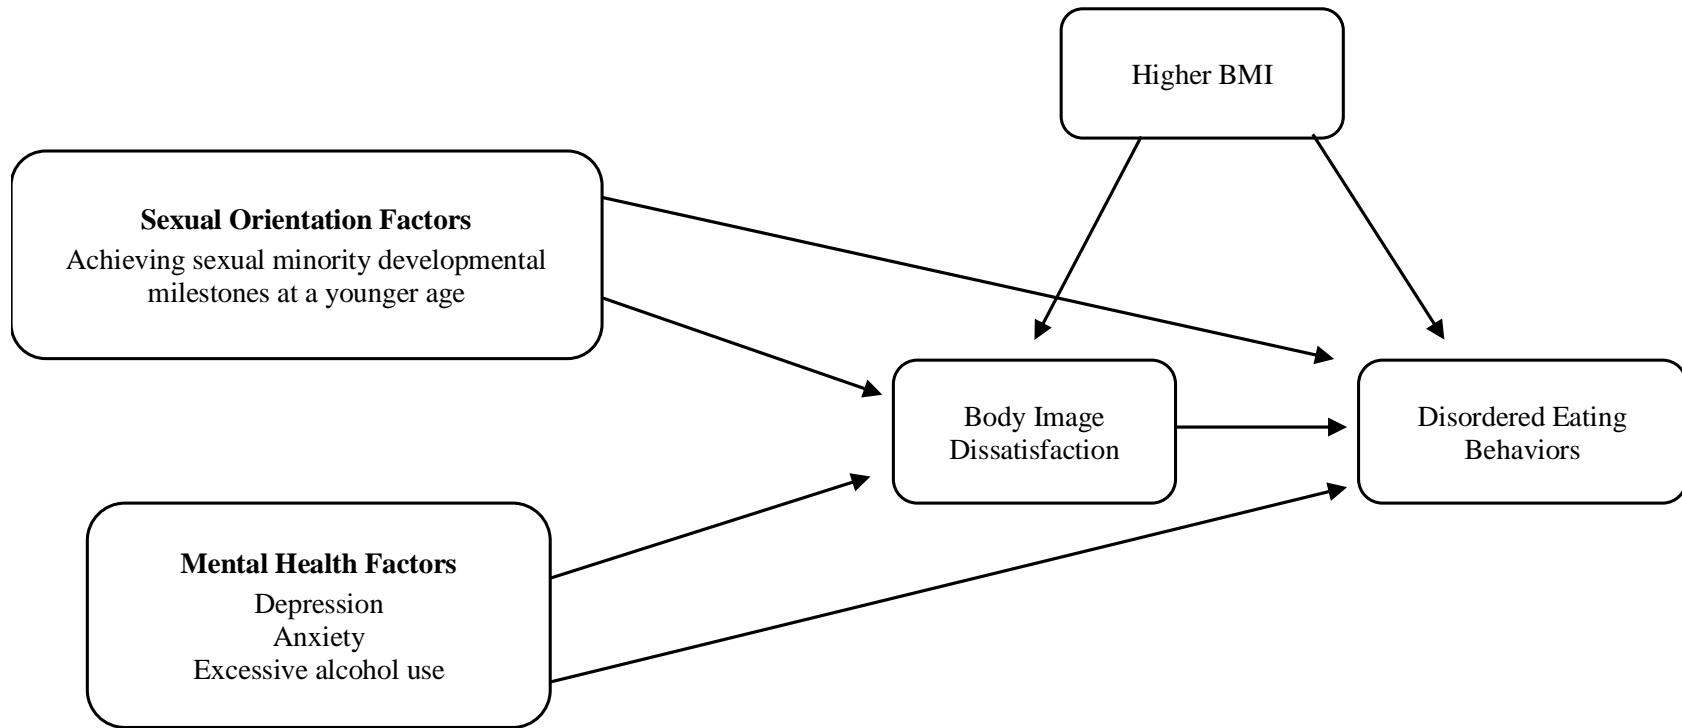 Higher BMI
Sexual Orientation Factors
Achieving sexual minority developmental
milestones at a younger age
Body Image
Dissatisfaction
Disordered Eating
Behaviors
Mental Health Factors
Depression
Anxiety
Excessive alcohol use